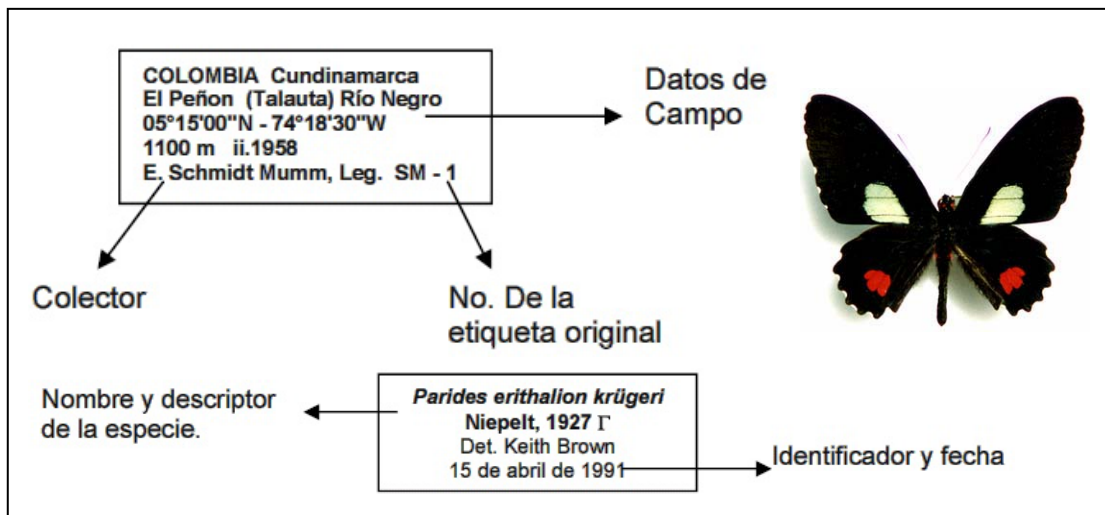 COLOMBIA Cundinamarca
El Peñon (Talauta) Río Negro
05°15'00"N - 74°18'30"W
1100 m ii.1958
E. Schmidt Mumm, Leg. SM - 1
Datos de
Campo
Colector
No. De la
etiqueta original
Nombre y descriptor
de la especie.
Parides erithalion krügeri
Niepelt, 1927 Γ
Det. Keith Brown
15 de abril de 1991
Identificador y fecha